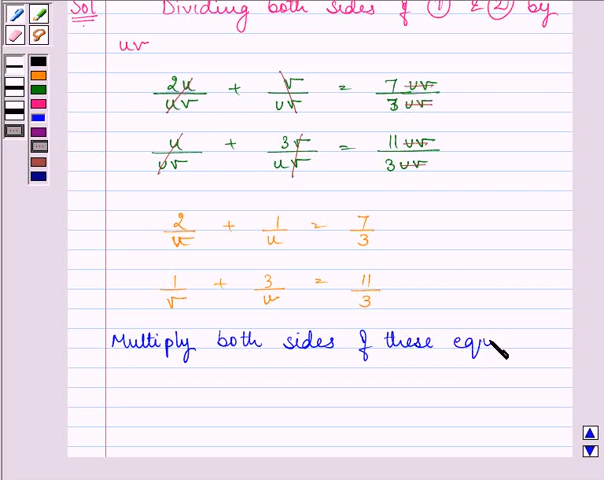 Sol Dividing both sides of ① & ② by
uv
2u/uv + v/uv = 7uv/3uv
u/uv + 3v/uv = 11uv/3uv
2/v + 1/u = 7/3
1/v + 3/u = 11/3
Multiply both sides of these equ